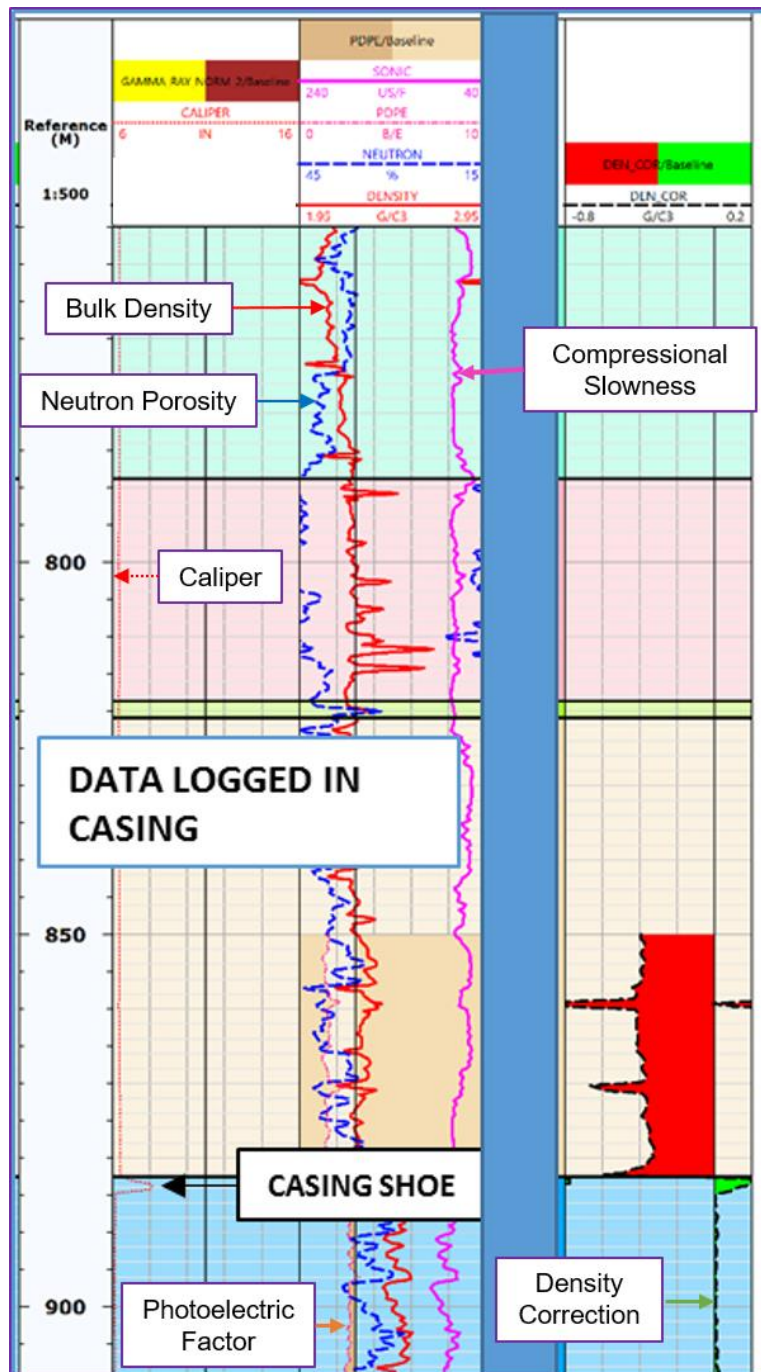 PDPE/Baseline
GAMMA RAY NORM 2/Baseline
SONIC
240 US/F 40
CALIPER
6 IN 16
PDPE
0 B/E 10
Reference
(M)
1:500
NEUTRON
45 % 15
DENSITY
1.95 G/C3 2.95
DEN_COR/Baseline
DEN_COR
-0.8 G/C3 0.2
Bulk Density
Compressional
Slowness
Neutron Porosity
800
Caliper
DATA LOGGED IN
CASING
850
CASING SHOE
900
Photoelectric
Factor
Density
Correction